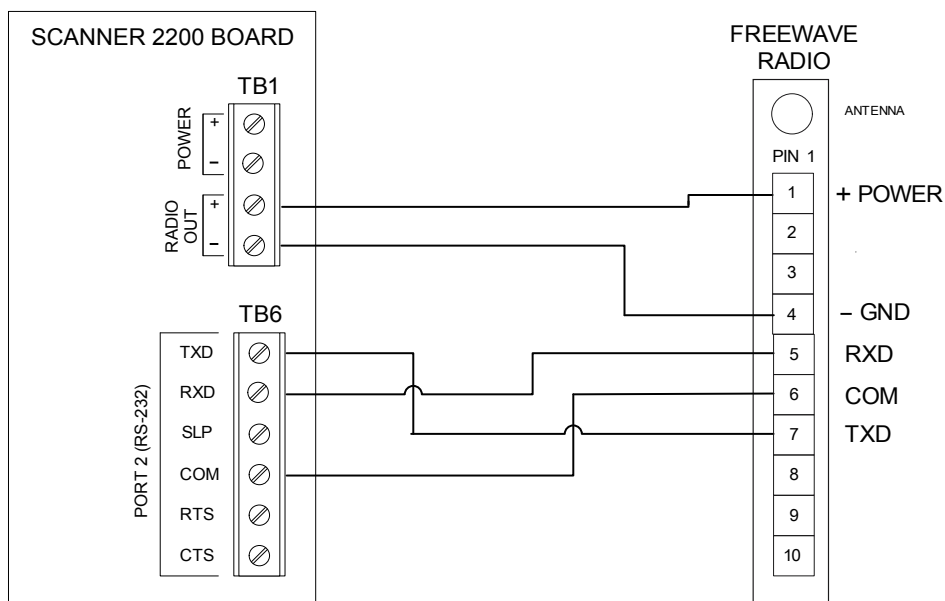 SCANNER 2200 BOARD
TB1
POWER
+
−
RADIO
OUT
+
−
TB6
PORT 2 (RS-232)
TXD
RXD
SLP
COM
RTS
CTS
FREEWAVE
RADIO
ANTENNA
PIN 1
1 + POWER
2
3
4 − GND
5 RXD
6 COM
7 TXD
8
9
10